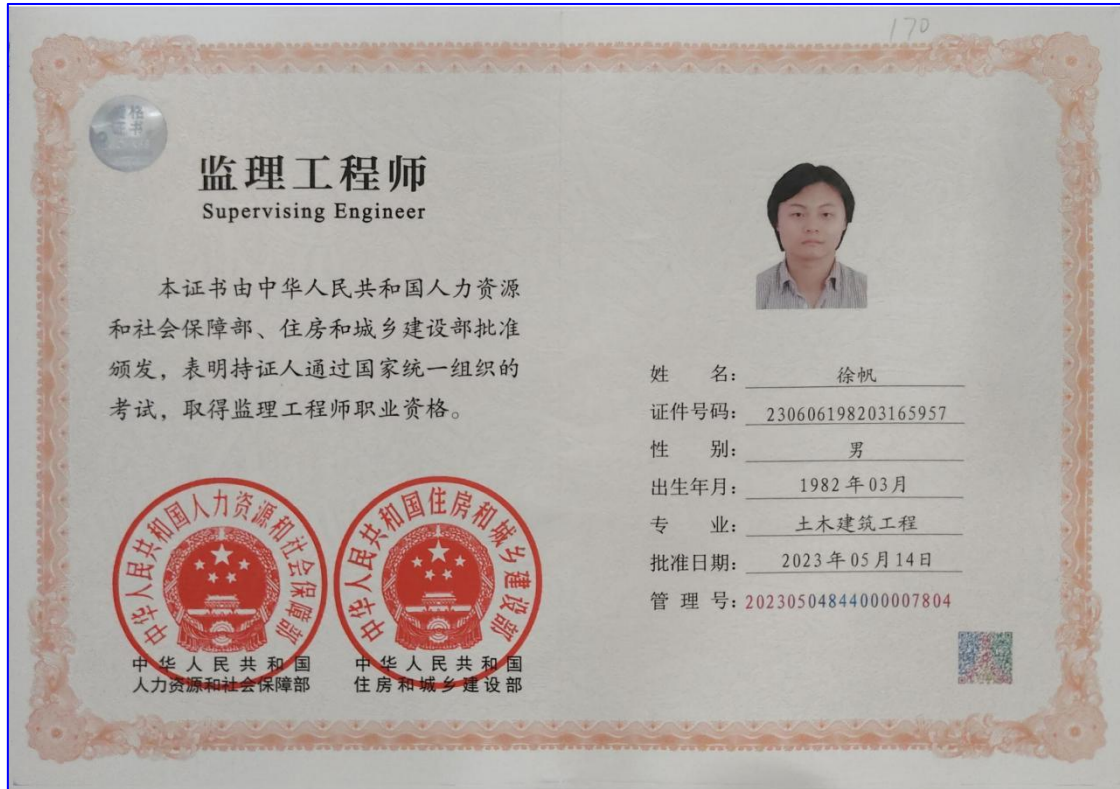 170
监理工程师
Supervising Engineer
本证书由中华人民共和国人力资源
和社会保障部、住房和城乡建设部批准
颁发，表明持证人通过国家统一组织的
考试，取得监理工程师职业资格。
中华人民共和国人力资源和社会保障部
中华人民共和国住房和城乡建设部
中华人民共和国
人力资源和社会保障部
中华人民共和国
住房和城乡建设部
姓 名：徐帆
证件号码：230606198203165957
性 别：男
出生年月：1982年03月
专 业：土木建筑工程
批准日期：2023年05月14日
管 理 号：20230504844000007804